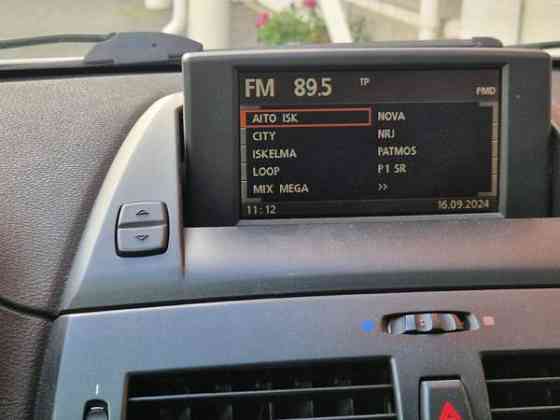 FM 89.5 TP
FMD
AITO ISK
CITY
ISKELMA
LOOP
MIX MEGA
NOVA
NRJ
PATMOS
P1 SR
>>
11:12
16.09.2024